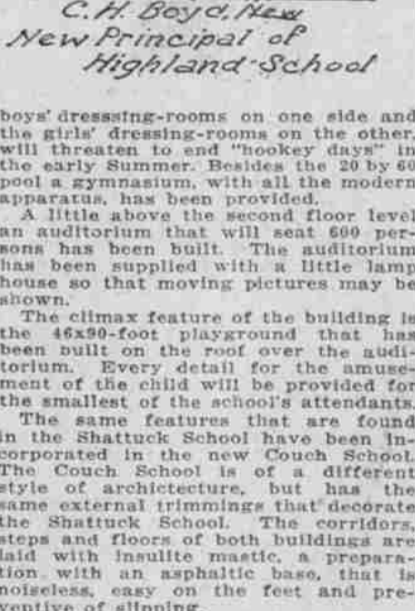 C. H. Boyd, New
New Principal of
Highland School
boys' dresssing-rooms on one side and
the girls' dressing-rooms on the other
will threaten to end "hookey days" in
the early Summer. Besides the 20 by 60
pool a gymnasium, with all the modern
apparatus, has been provided.
A little above the second floor level
an auditorium that will seat 600 per-
sons has been built. The auditorium
has been supplied with a little lamp
house so that moving pictures may be
shown.
The climax feature of the building is
the 46x90-foot playground that has
been built on the roof over the audi-
torium. Every detail for the amuse-
ment of the child will be provided for
the smallest of the school's attendants.
The same features that are found
in the Shattuck School have been in-
corporated in the new Couch School.
The Couch School is of a different
style of archictecture, but has the
same external trimmings that decorate
the Shattuck School. The corridors,
steps and floors of both buildings are
laid with insulite mastic, a prepara-
tion with an asphaltic base, that is
noiseless, easy on the feet and pre-
ventive of slipping